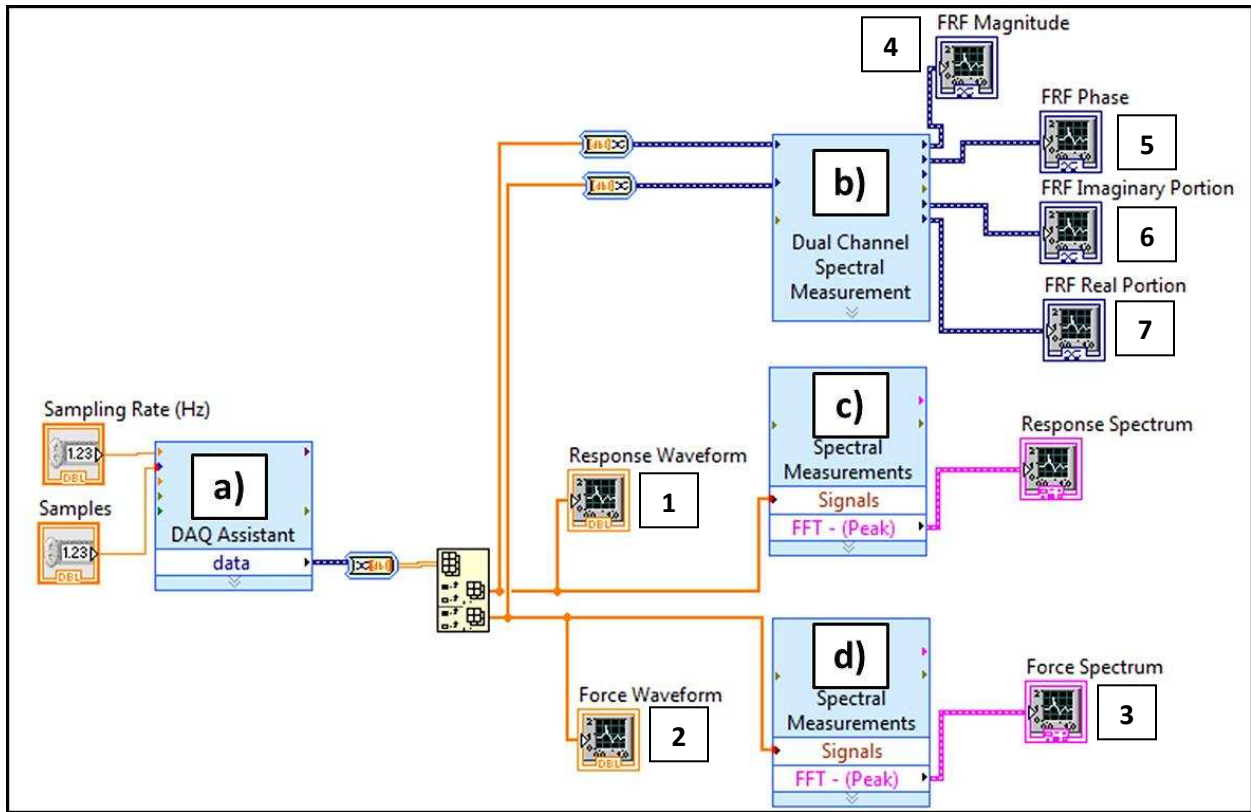 FRF Magnitude
4
FRF Phase
5
b)
FRF Imaginary Portion
6
Dual Channel
Spectral
Measurement
FRF Real Portion
7
Sampling Rate (Hz)
1.23
DBL
a)
DAQ Assistant
data
Samples
1.23
DBL
Response Waveform
DBL
1
c)
Spectral
Measurements
Signals
FFT - (Peak)
Response Spectrum
Force Waveform
DBL
2
d)
Spectral
Measurements
Signals
FFT - (Peak)
Force Spectrum
3